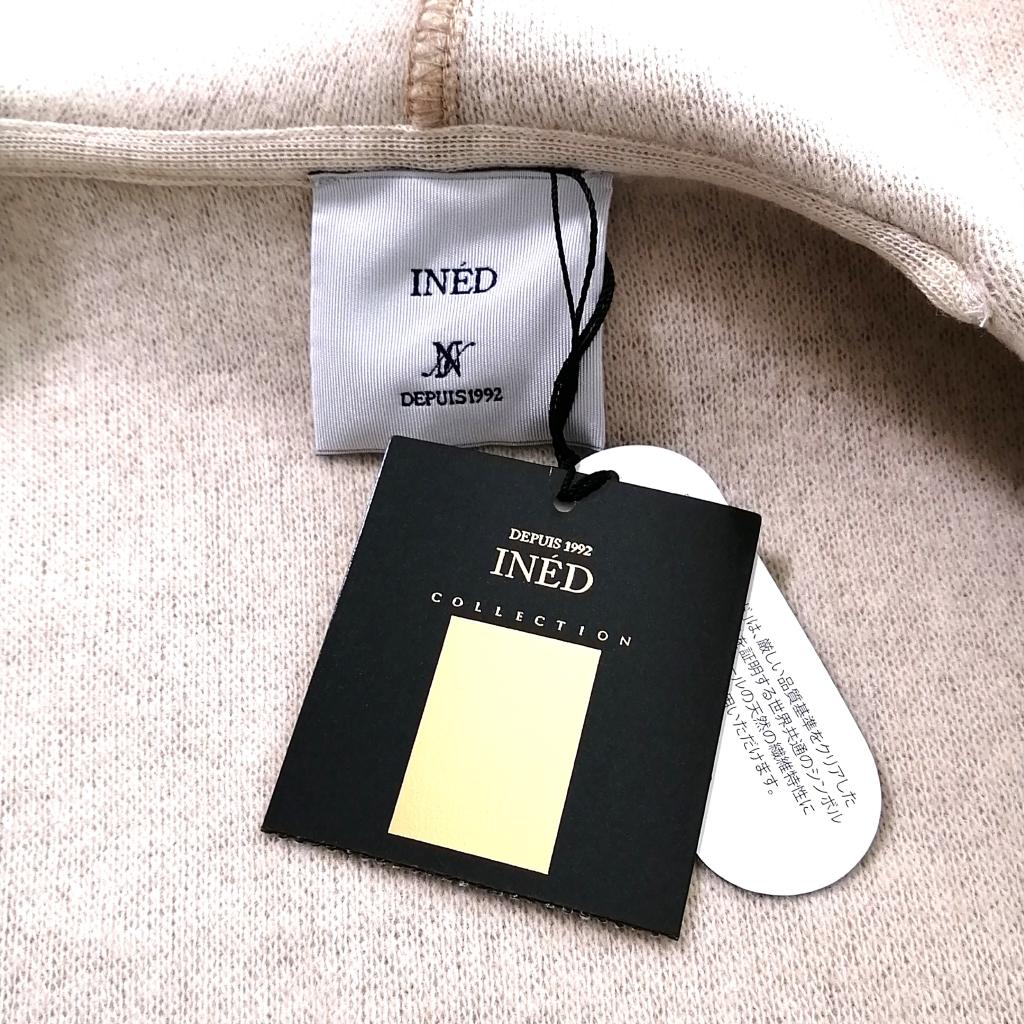 INÉD
DEPUIS1992
DEPUIS 1992
INÉD
COLLECTION
は、厳しい品質基準をクリアした
を証明する世界共通のシンボル
ルの天然の繊維特性に
いただけます。